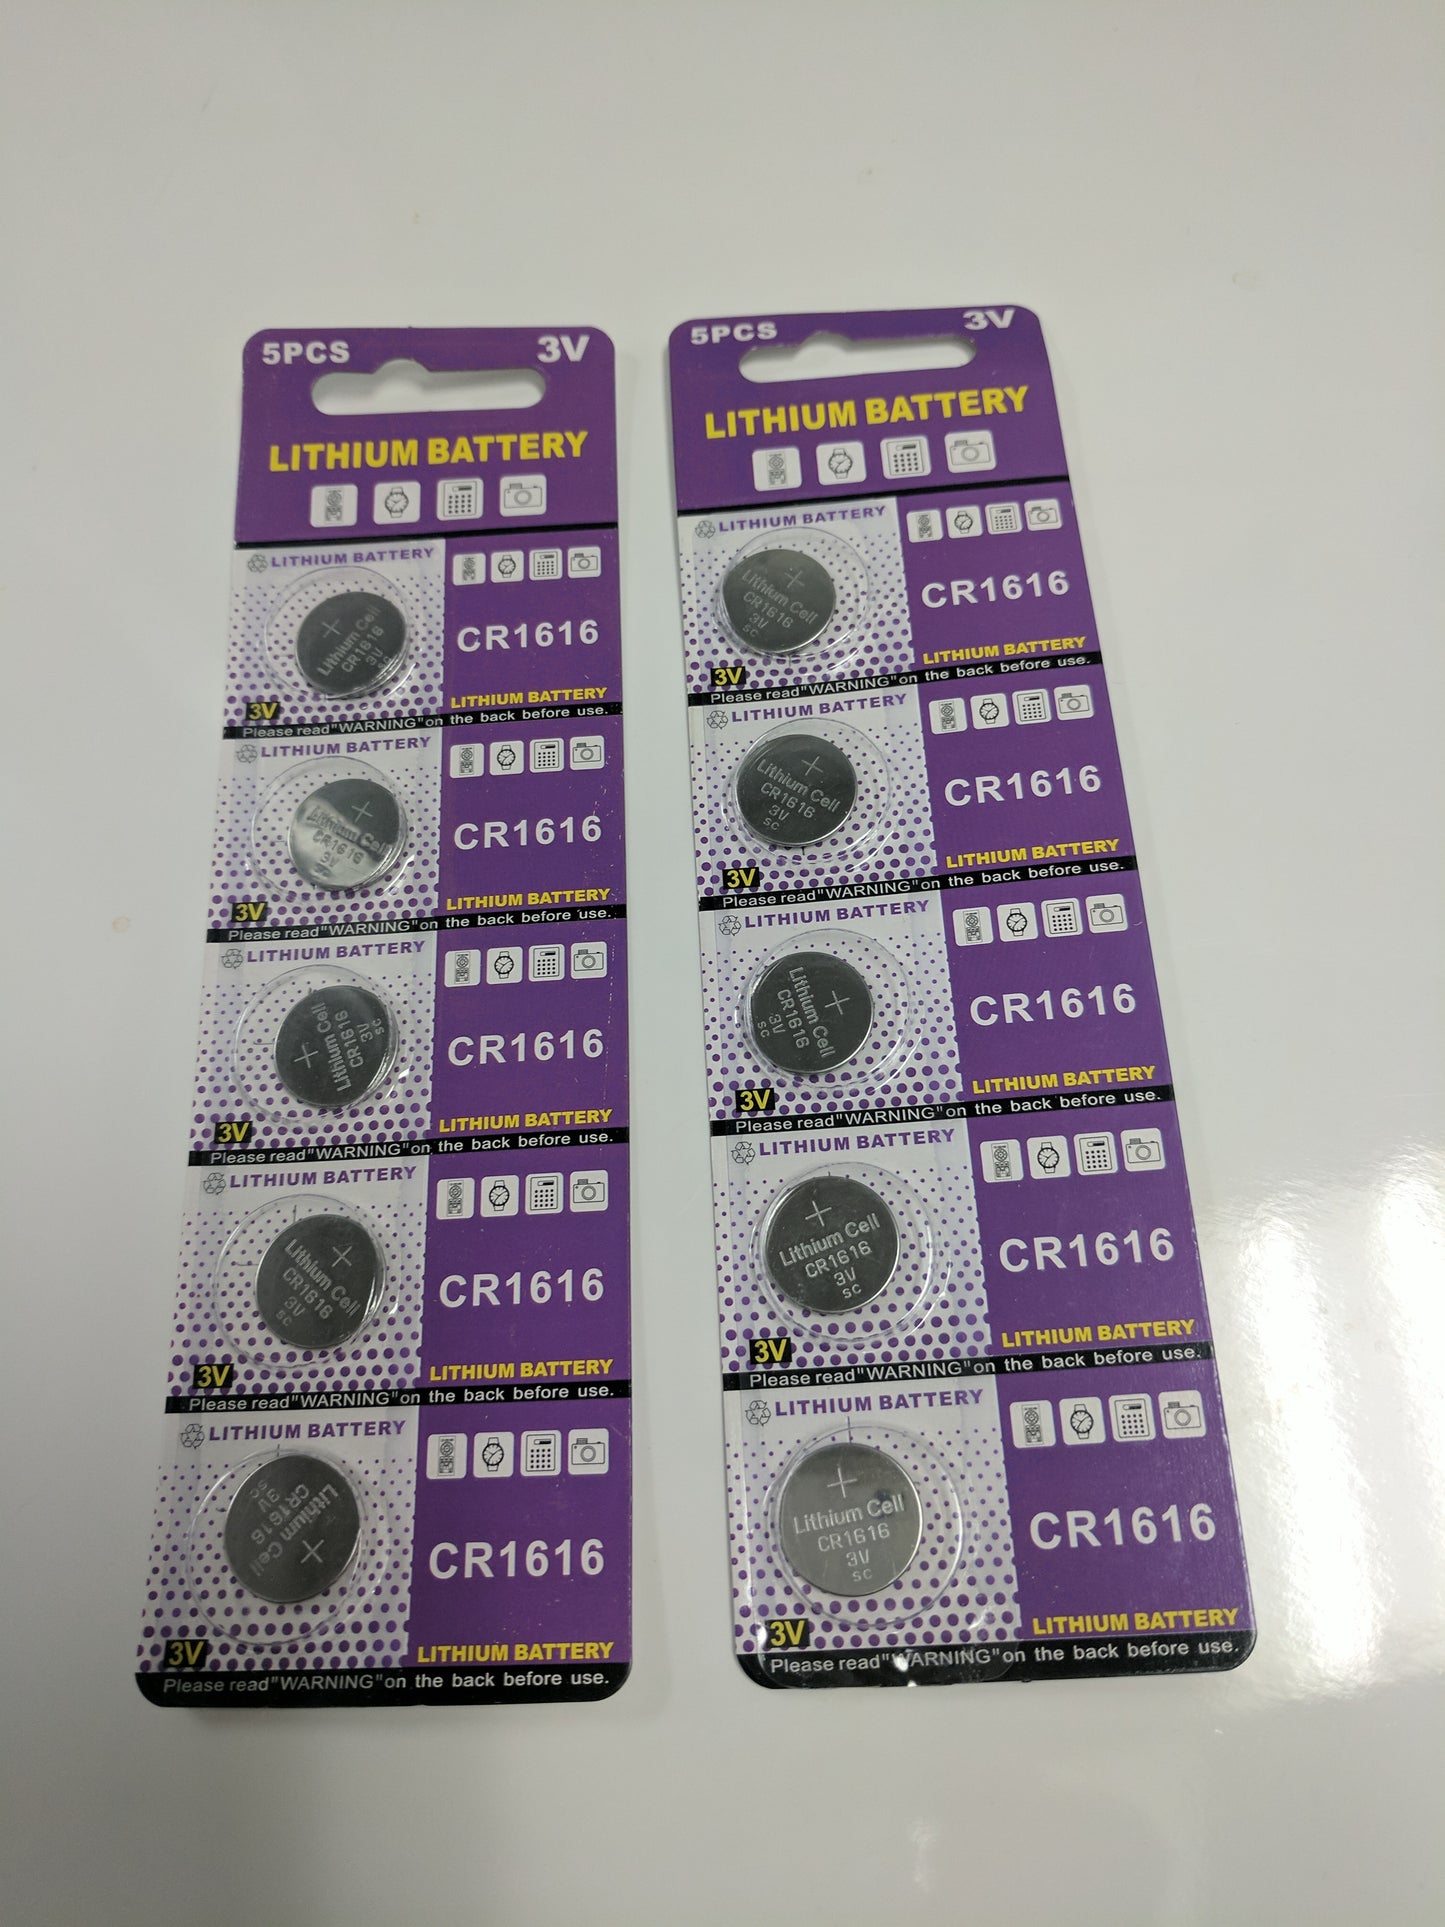 5PCS 3V
LITHIUM BATTERY
LITHIUM BATTERY
Lithium Cell
CR1616
3V
sc
CR1616
3V
LITHIUM BATTERY
Please read"WARNING"on the back before use.
LITHIUM BATTERY
Lithium Cell
CR1616
3V
CR1616
3V
LITHIUM BATTERY
Please read"WARNING"on the back before use.
LITHIUM BATTERY
Lithium Cell
CR1616
3V
sc
CR1616
3V
LITHIUM BATTERY
Please read"WARNING"on the back before use.
LITHIUM BATTERY
Lithium Cell
CR1616
3V
sc
CR1616
3V
LITHIUM BATTERY
Please read"WARNING"on the back before use.
LITHIUM BATTERY
Lithium Cell
CR1616
3V
sc
CR1616
3V
LITHIUM BATTERY
Please read"WARNING"on the back before use.
5PCS 3V
LITHIUM BATTERY
LITHIUM BATTERY
Lithium Cell
CR1616
3V
sc
CR1616
3V
LITHIUM BATTERY
Please read"WARNING"on the back before use.
LITHIUM BATTERY
Lithium Cell
CR1616
3V
sc
CR1616
3V
LITHIUM BATTERY
Please read"WARNING"on the back before use.
LITHIUM BATTERY
Lithium Cell
CR1616
3V
sc
CR1616
3V
LITHIUM BATTERY
Please read"WARNING"on the back before use.
LITHIUM BATTERY
Lithium Cell
CR1616
3V
sc
CR1616
3V
LITHIUM BATTERY
Please read"WARNING"on the back before use.
LITHIUM BATTERY
Lithium Cell
CR1616
3V
sc
CR1616
3V
LITHIUM BATTERY
Please read"WARNING"on the back before use.